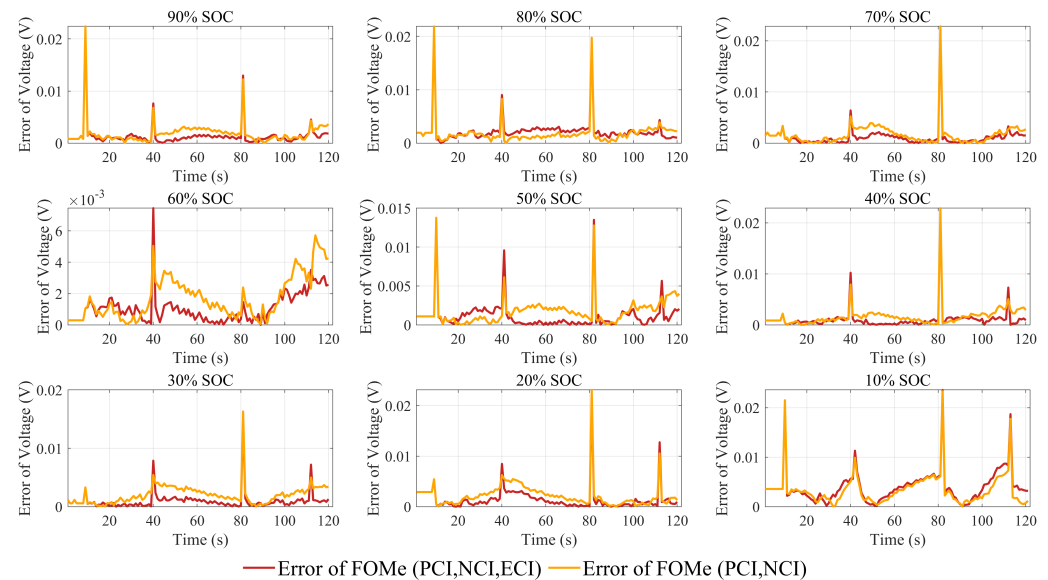 90% SOC
Error of Voltage (V)
0.02
0.01
0
20 40 60 80 100 120
Time (s)
80% SOC
Error of Voltage (V)
0.02
0.01
0
20 40 60 80 100 120
Time (s)
70% SOC
Error of Voltage (V)
0.02
0.01
0
20 40 60 80 100 120
Time (s)
60% SOC
×10⁻³
Error of Voltage (V)
6
4
2
0
20 40 60 80 100 120
Time (s)
50% SOC
Error of Voltage (V)
0.015
0.01
0.005
0
20 40 60 80 100 120
Time (s)
40% SOC
Error of Voltage (V)
0.02
0.01
0
20 40 60 80 100 120
Time (s)
30% SOC
Error of Voltage (V)
0.02
0.01
0
20 40 60 80 100 120
Time (s)
20% SOC
Error of Voltage (V)
0.02
0.01
0
20 40 60 80 100 120
Time (s)
10% SOC
Error of Voltage (V)
0.02
0.01
0
20 40 60 80 100 120
Time (s)
Error of FOMe (PCI,NCI,ECI) Error of FOMe (PCI,NCI)